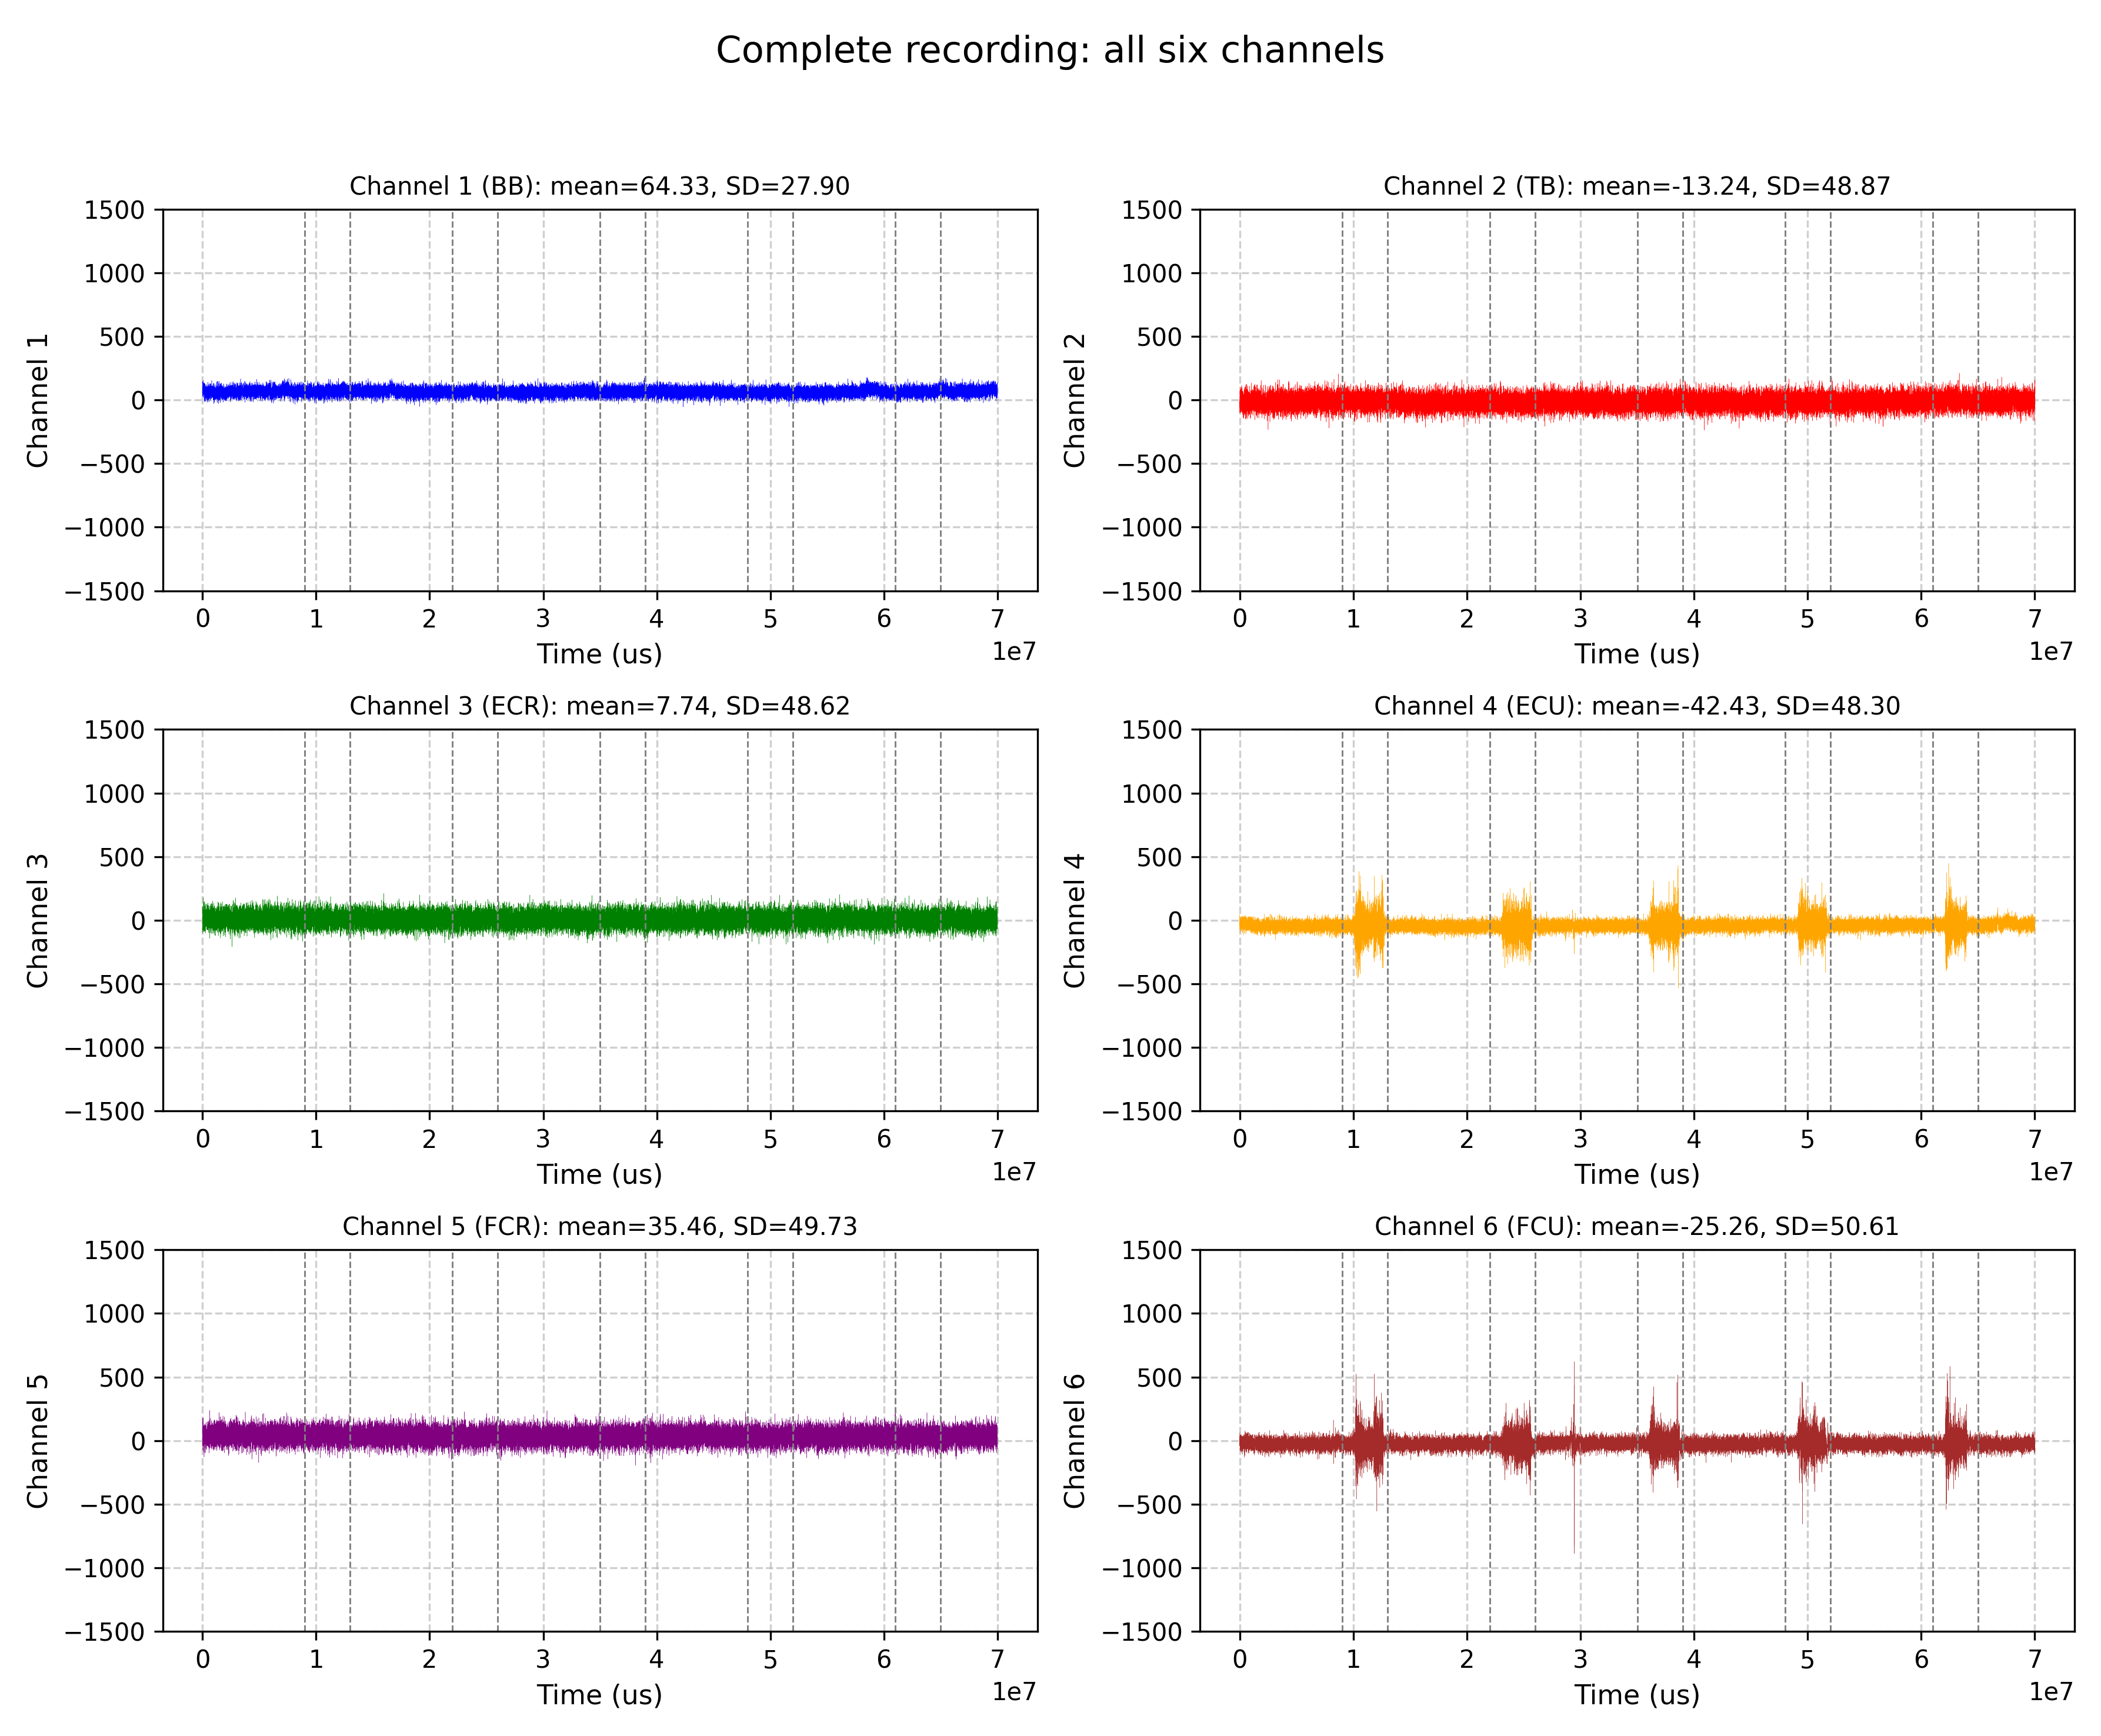 Complete recording: all six channels
Channel 1 (BB): mean=64.33, SD=27.90
1500
1000
500
0
−500
−1000
−1500
Channel 1
0 1 2 3 4 5 6 7
Time (us)
1e7
Channel 2 (TB): mean=-13.24, SD=48.87
1500
1000
500
0
−500
−1000
−1500
Channel 2
0 1 2 3 4 5 6 7
Time (us)
1e7
Channel 3 (ECR): mean=7.74, SD=48.62
1500
1000
500
0
−500
−1000
−1500
Channel 3
0 1 2 3 4 5 6 7
Time (us)
1e7
Channel 4 (ECU): mean=-42.43, SD=48.30
1500
1000
500
0
−500
−1000
−1500
Channel 4
0 1 2 3 4 5 6 7
Time (us)
1e7
Channel 5 (FCR): mean=35.46, SD=49.73
1500
1000
500
0
−500
−1000
−1500
Channel 5
0 1 2 3 4 5 6 7
Time (us)
1e7
Channel 6 (FCU): mean=-25.26, SD=50.61
1500
1000
500
0
−500
−1000
−1500
Channel 6
0 1 2 3 4 5 6 7
Time (us)
1e7